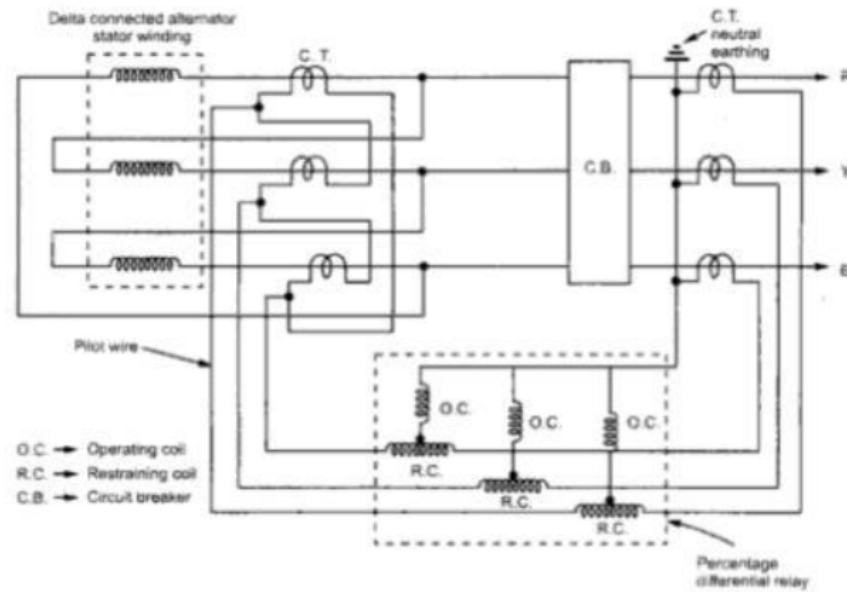 Delta connected alternator
stator winding
C.T.
C.T.
neutral
earthing
C.B.
Y
Pilot wire
O.C.
O.C.
O.C.
R.C.
R.C.
R.C.
O.C. → Operating coil
R.C. → Restraining coil
C.B. → Circuit breaker
Percentage
differential relay